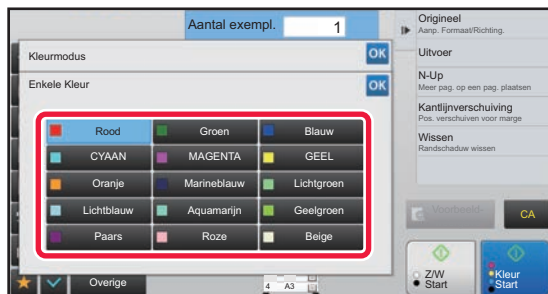 Aantal exempl. 1
Kleurmodus OK
Enkele Kleur OK
Rood Groen Blauw
CYAAN MAGENTA GEEL
Oranje Marineblauw Lichtgroen
Lichtblauw Aquamarijn Geelgroen
Paars Roze Beige
Overige
4 A3
Origineel
Aanp. Formaat/Richting.
Uitvoer
N-Up
Meer pag. op een pag. plaatsen
Kantlijnverschuiving
Pos. verschuiven voor marge
Wissen
Randschaduw wissen
Voorbeeld-
CA
Z/W
Start
Kleur
Start